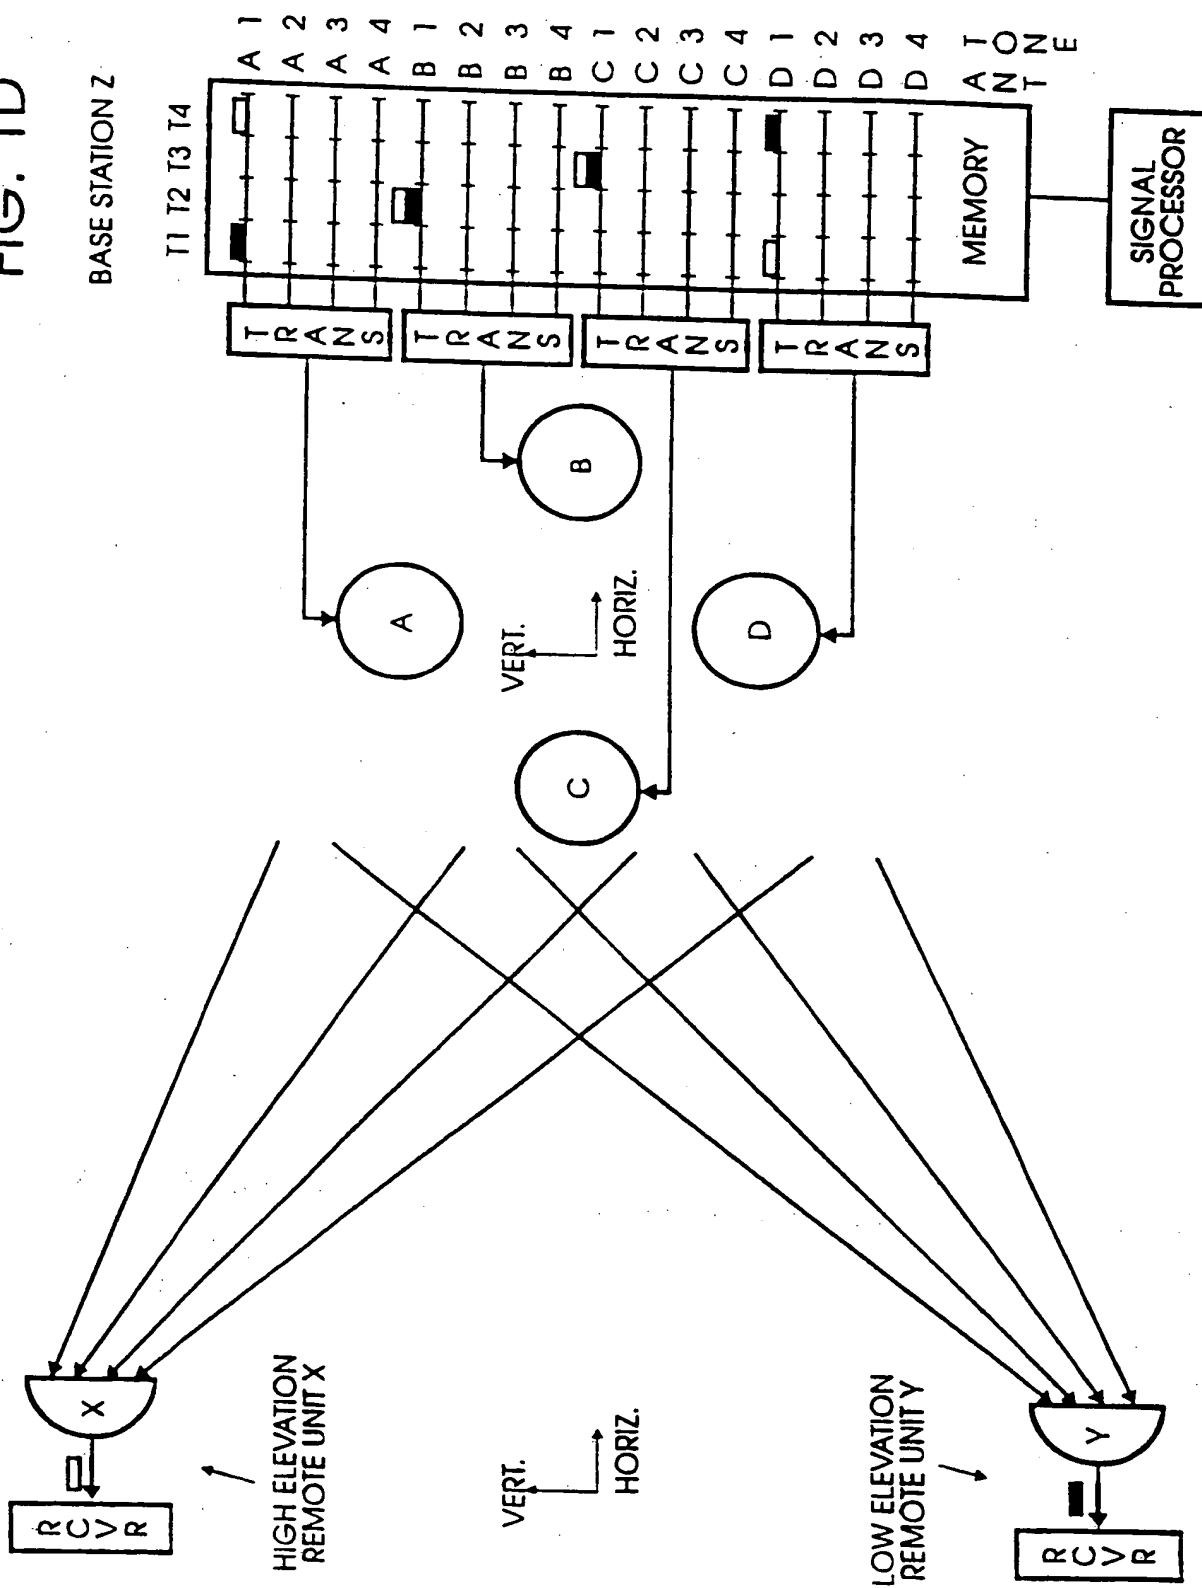 FIG. 1D
BASE STATION Z
T1 T2 T3 T4
A 1
A 2
A 3
A 4
B 1
B 2
B 3
B 4
C 1
C 2
C 3
C 4
D 1
D 2
D 3
D 4
ANT
TONE
TRANS
TRANS
TRANS
TRANS
MEMORY
SIGNAL
PROCESSOR
A
B
C
D
VERT.
HORIZ.
X
RCVR
HIGH ELEVATION
REMOTE UNIT X
VERT.
HORIZ.
LOW ELEVATION
REMOTE UNIT Y
Y
RCVR